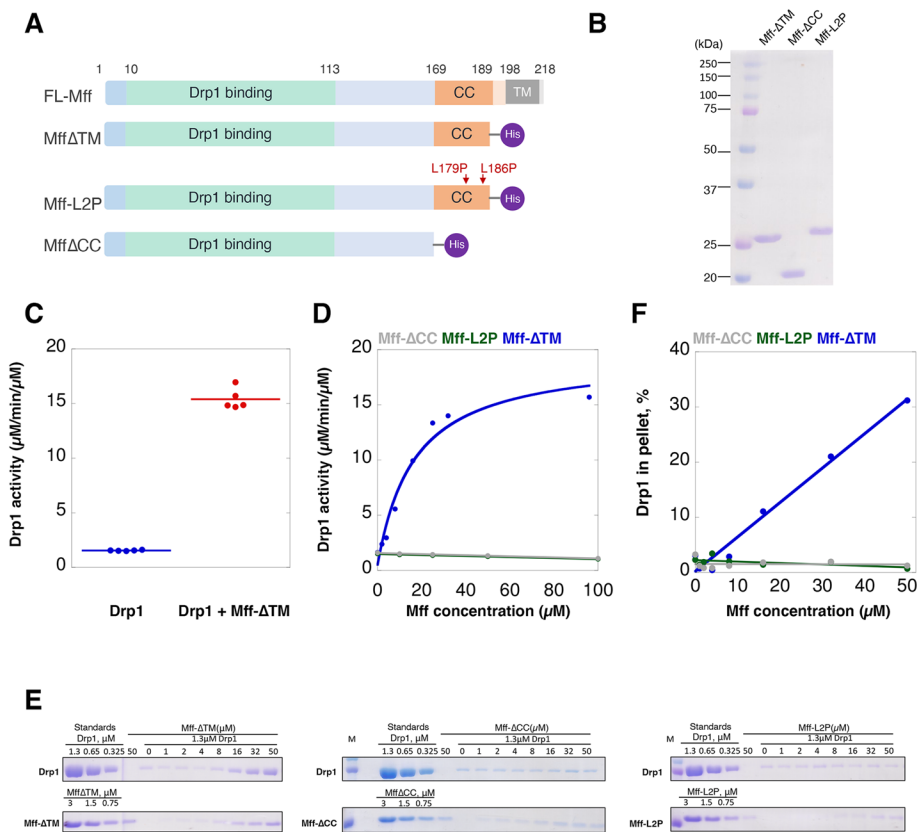 A
1 10 113 169 189 198 218
FL-Mff Drp1 binding CC TM
MffΔTM Drp1 binding CC His
L179P L186P
Mff-L2P Drp1 binding CC His
MffΔCC Drp1 binding His
B
(kDa) Mff-ΔTM Mff-ΔCC Mff-L2P
250
150
100
75
50
37
25
20
C
Drp1 activity (µM/min/µM)
20
15
10
5
0
Drp1 Drp1 + Mff-ΔTM
D
Mff-ΔCC Mff-L2P Mff-ΔTM
Drp1 activity (µM/min/µM)
20
15
10
5
0
0 20 40 60 80 100
Mff concentration (µM)
F
Mff-ΔCC Mff-L2P Mff-ΔTM
Drp1 in pellet, %
40
30
20
10
0
0 10 20 30 40 50
Mff concentration (µM)
E
Standards
Drp1, µM
Mff-ΔTM(µM)
1.3µM Drp1
1.3 0.65 0.325 50 0 1 2 4 8 16 32 50
Drp1
MffΔTM, µM
3 1.5 0.75
Mff-ΔTM
Standards
Drp1, µM
Mff-ΔCC(µM)
1.3µM Drp1
M 1.3 0.65 0.325 50 0 1 2 4 8 16 32 50
Drp1
MffΔCC, µM
3 1.5 0.75
Mff-ΔCC
Standards
Drp1, µM
Mff-L2P(µM)
1.3µM Drp1
M 1.3 0.65 0.325 50 0 1 2 4 8 16 32 50
Drp1
Mff-L2P, µM
3 1.5 0.75
Mff-L2P